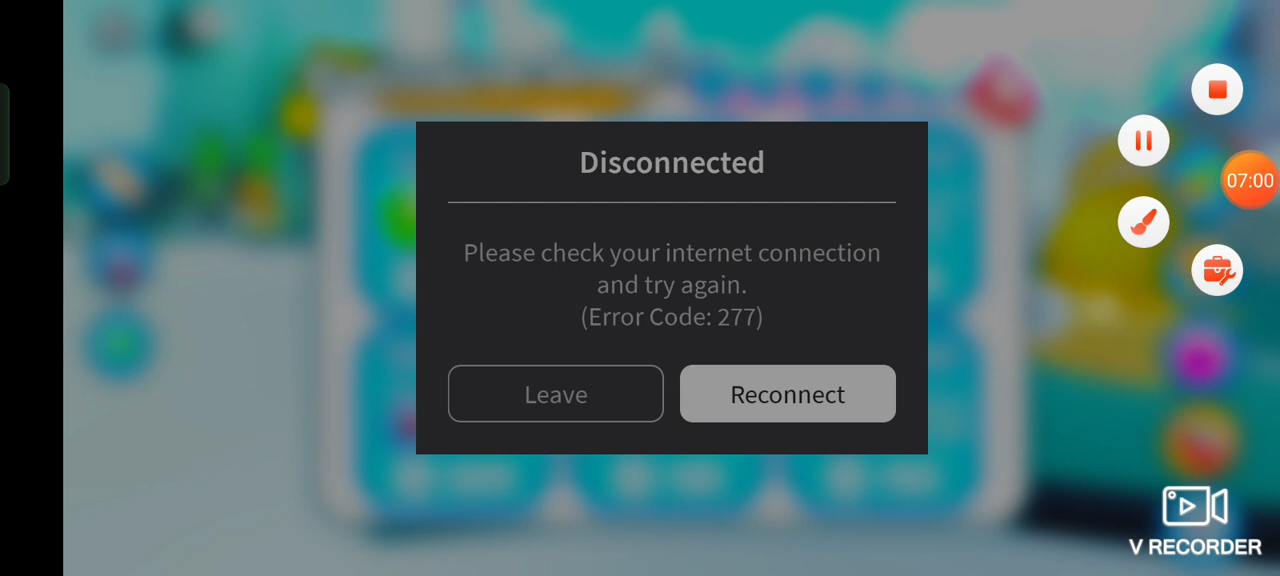 Disconnected
Please check your internet connection
and try again.
(Error Code: 277)
Leave
Reconnect
07:00
V RECORDER